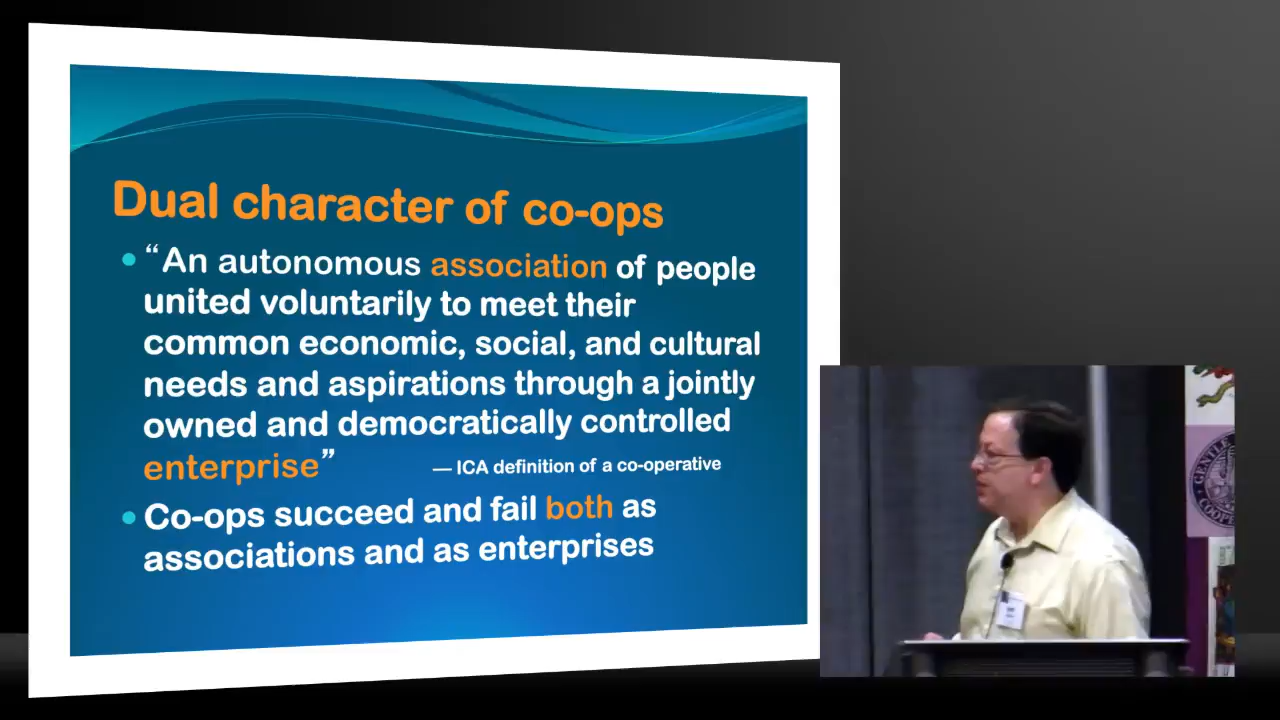 Dual character of co-ops
“An autonomous association of people
united voluntarily to meet their
common economic, social, and cultural
needs and aspirations through a jointly
owned and democratically controlled
enterprise”
— ICA definition of a co-operative
Co-ops succeed and fail both as
associations and as enterprises
GENTILE